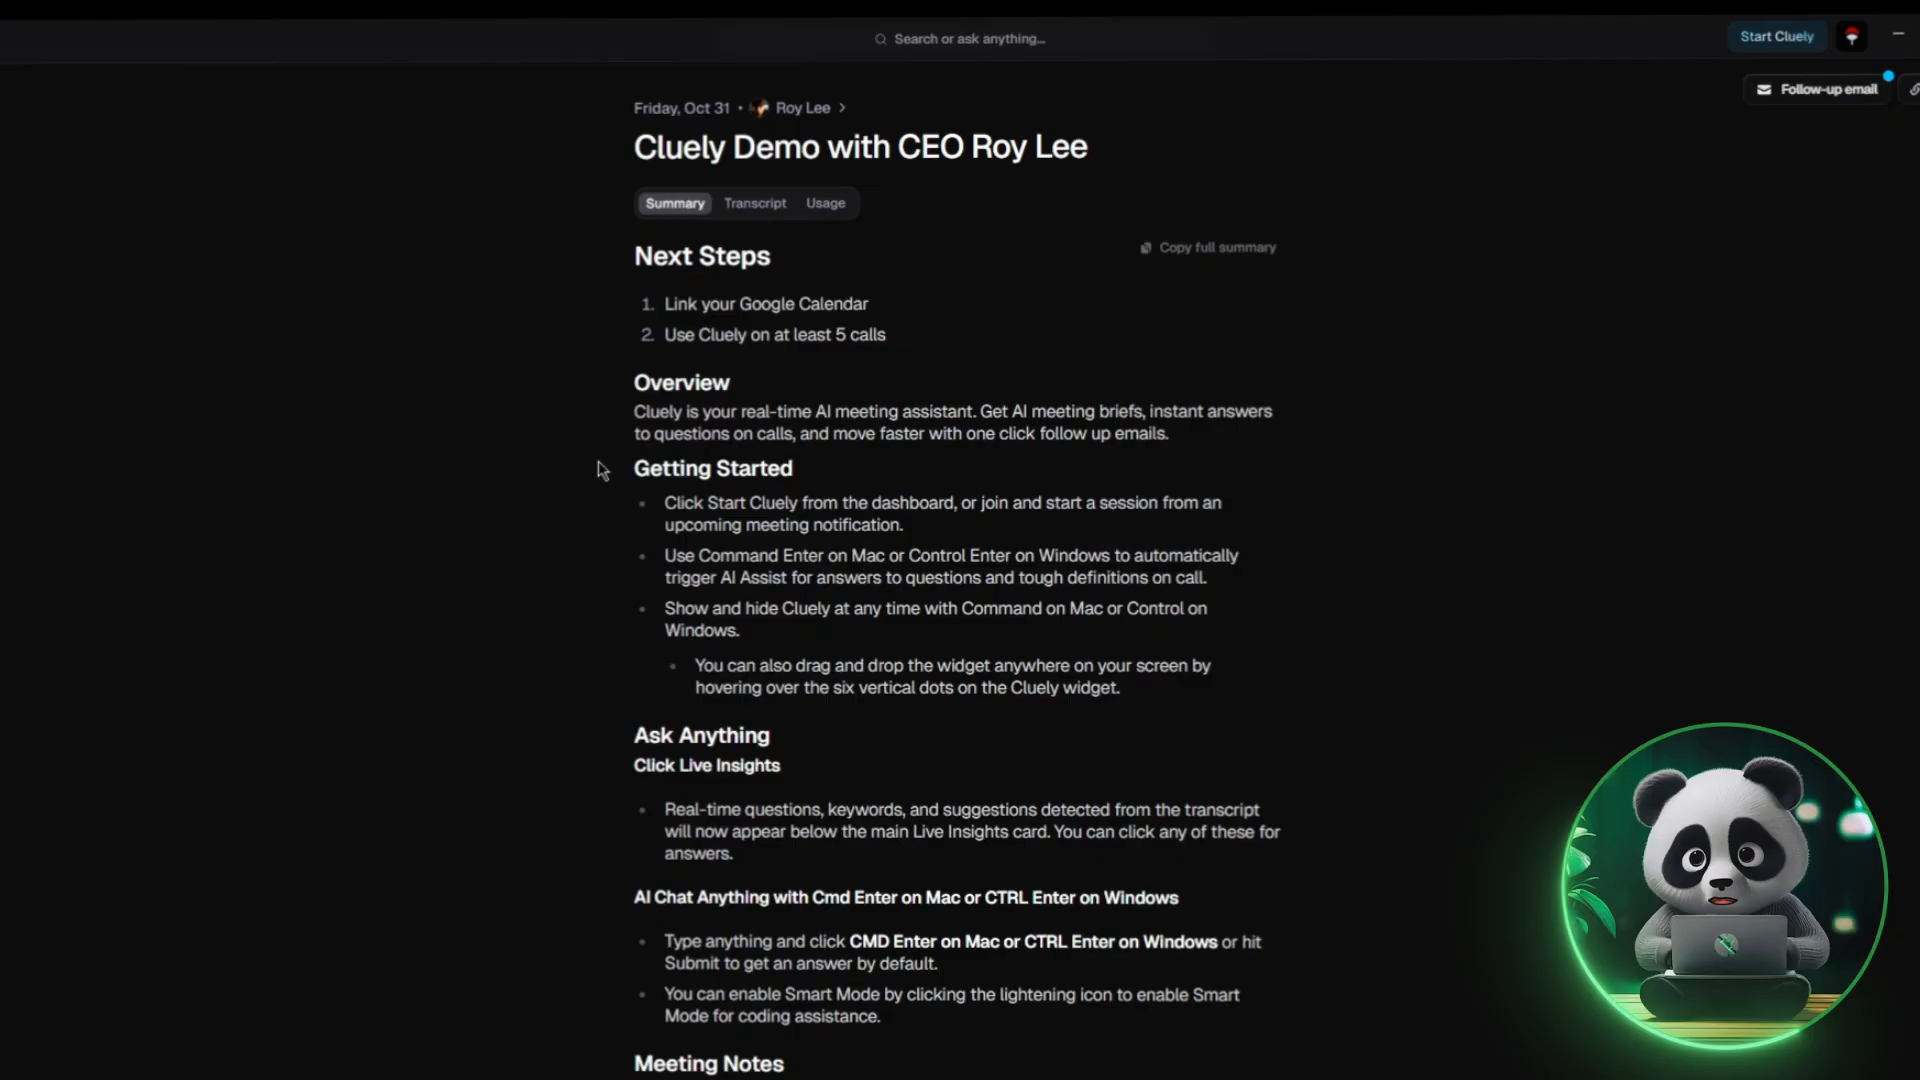 Search or ask anything...
Start Cluely
Follow-up email
Friday, Oct 31 • Roy Lee >
Cluely Demo with CEO Roy Lee
Summary Transcript Usage
Copy full summary
Next Steps
1. Link your Google Calendar
2. Use Cluely on at least 5 calls
Overview
Cluely is your real-time AI meeting assistant. Get AI meeting briefs, instant answers
to questions on calls, and move faster with one click follow up emails.
Getting Started
• Click Start Cluely from the dashboard, or join and start a session from an
upcoming meeting notification.
• Use Command Enter on Mac or Control Enter on Windows to automatically
trigger AI Assist for answers to questions and tough definitions on call.
• Show and hide Cluely at any time with Command on Mac or Control on
Windows.
• You can also drag and drop the widget anywhere on your screen by
hovering over the six vertical dots on the Cluely widget.
Ask Anything
Click Live Insights
• Real-time questions, keywords, and suggestions detected from the transcript
will now appear below the main Live Insights card. You can click any of these for
answers.
AI Chat Anything with Cmd Enter on Mac or CTRL Enter on Windows
• Type anything and click CMD Enter on Mac or CTRL Enter on Windows or hit
Submit to get an answer by default.
• You can enable Smart Mode by clicking the lightening icon to enable Smart
Mode for coding assistance.
Meeting Notes